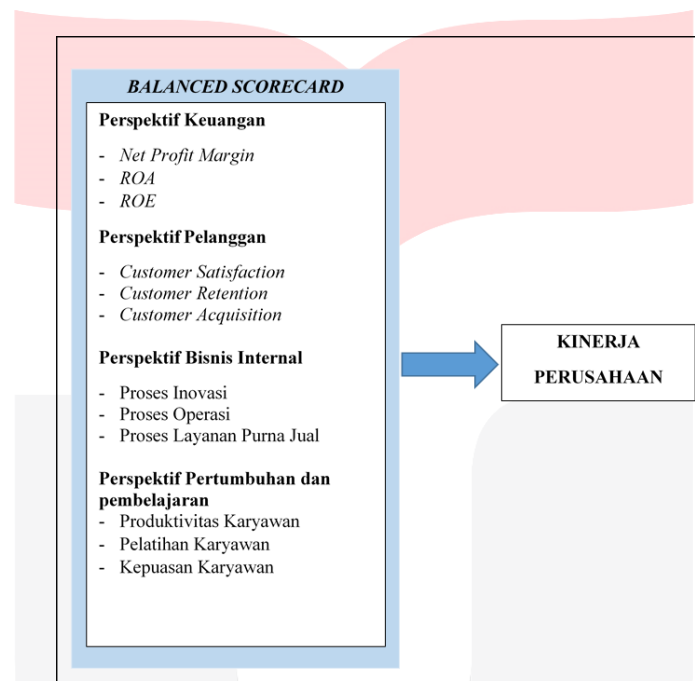 BALANCED SCORECARD
Perspektif Keuangan
- Net Profit Margin
- ROA
- ROE
Perspektif Pelanggan
- Customer Satisfaction
- Customer Retention
- Customer Acquisition
Perspektif Bisnis Internal
- Proses Inovasi
- Proses Operasi
- Proses Layanan Purna Jual
Perspektif Pertumbuhan dan
pembelajaran
- Produktivitas Karyawan
- Pelatihan Karyawan
- Kepuasan Karyawan
KINERJA
PERUSAHAAN